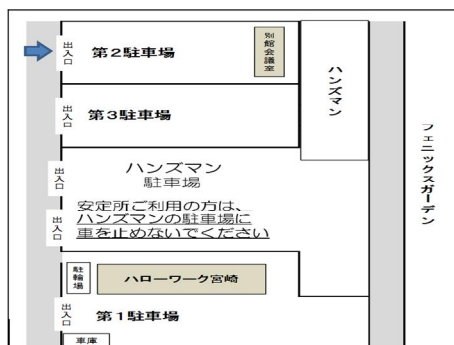 出入口
第2駐車場
別館会議室
ハンズマン
出入口
第3駐車場
フェニックスガーデン
出入口
ハンズマン
駐車場
出入口
安定所ご利用の方は、
ハンズマンの駐車場に
車を止めないでください
駐輪場
ハローワーク宮崎
出入口
第1駐車場
車庫